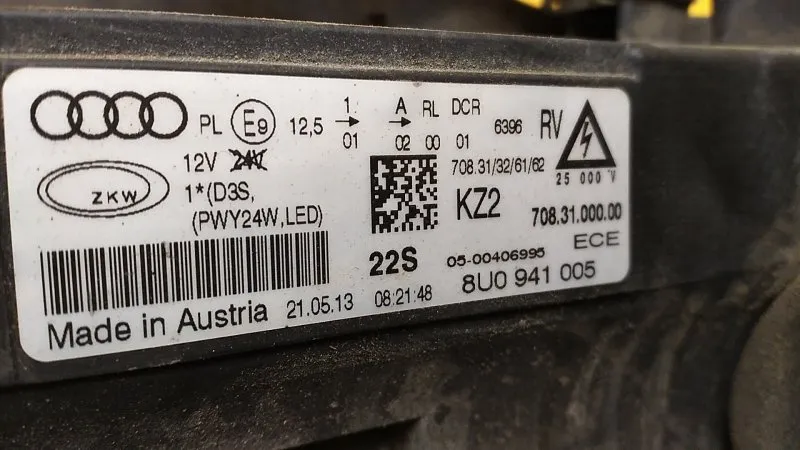 PL E9 12,5 1. A RL DCR 6396 RV
01 02 00 01
12V 24V
25 000 V
ZKW
1*(D3S,
(PWY24W,LED)
708.31/32/61/62
KZ2
708.31.000.00
ECE
22S
05-00406995
8U0 941 005
Made in Austria 21.05.13 08:21:48